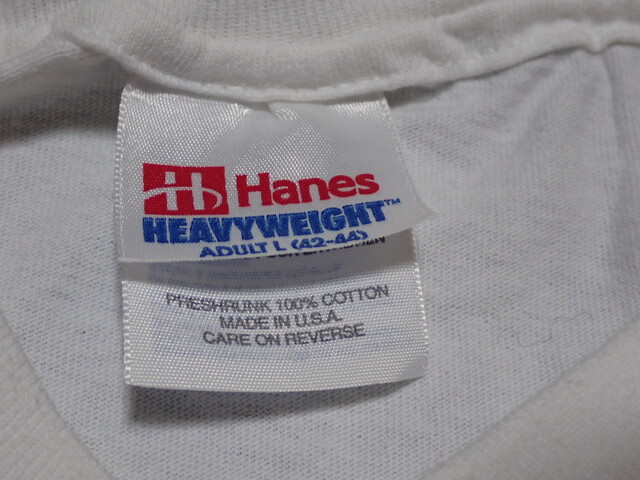 Hanes
HEAVYWEIGHT™
ADULT L (42-44)
PRESHRUNK 100% COTTON
MADE IN U.S.A.
CARE ON REVERSE